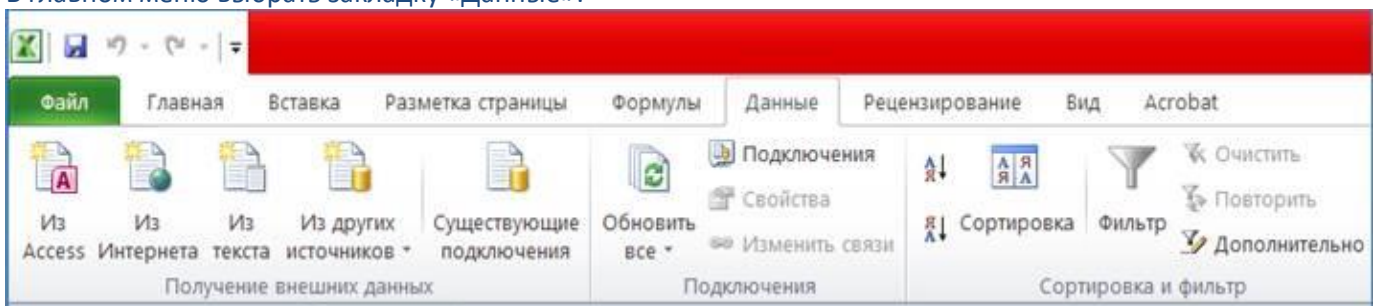 В главном меню выбрать закладку «Данные».
Файл Главная Вставка Разметка страницы Формулы Данные Рецензирование Вид Acrobat
Из Access
Из Интернета
Из текста
Из других источников
Существующие подключения
Получение внешних данных
Обновить все
Подключения
Свойства
Изменить связи
Подключения
Сортировка
Фильтр
Очистить
Повторить
Дополнительно
Сортировка и фильтр